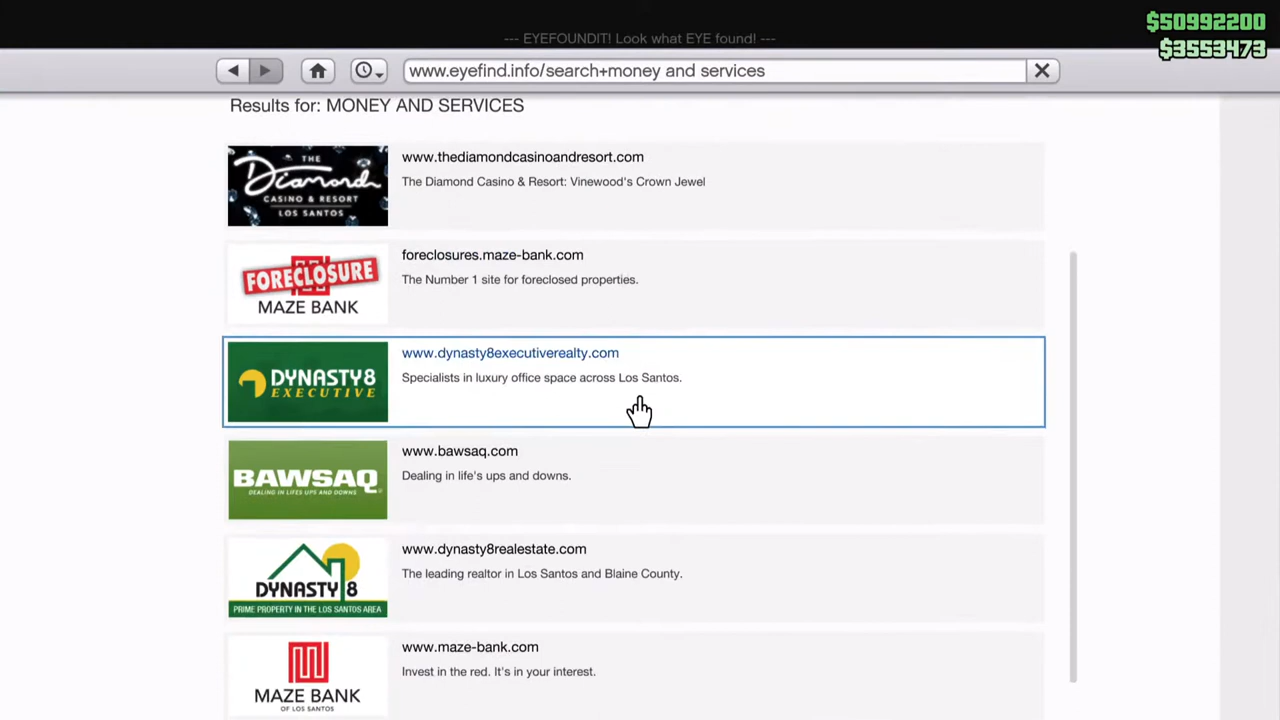 $50992200
$3553473
--- EYEFOUNDIT! Look what EYE found! ---
www.eyefind.info/search+money and services
Results for: MONEY AND SERVICES
THE
Diamond
CASINO & RESORT
LOS SANTOS
www.thediamondcasinoandresort.com
The Diamond Casino & Resort: Vinewood's Crown Jewel
FORECLOSURE
MAZE BANK
foreclosures.maze-bank.com
The Number 1 site for foreclosed properties.
DYNASTY8
EXECUTIVE
www.dynasty8executiverealty.com
Specialists in luxury office space across Los Santos.
BAWSAQ
DEALING IN LIFE'S UPS AND DOWNS
www.bawsaq.com
Dealing in life's ups and downs.
DYNASTY 8
PRIME PROPERTY IN THE LOS SANTOS AREA
www.dynasty8realestate.com
The leading realtor in Los Santos and Blaine County.
MAZE BANK
OF LOS SANTOS
www.maze-bank.com
Invest in the red. It's in your interest.